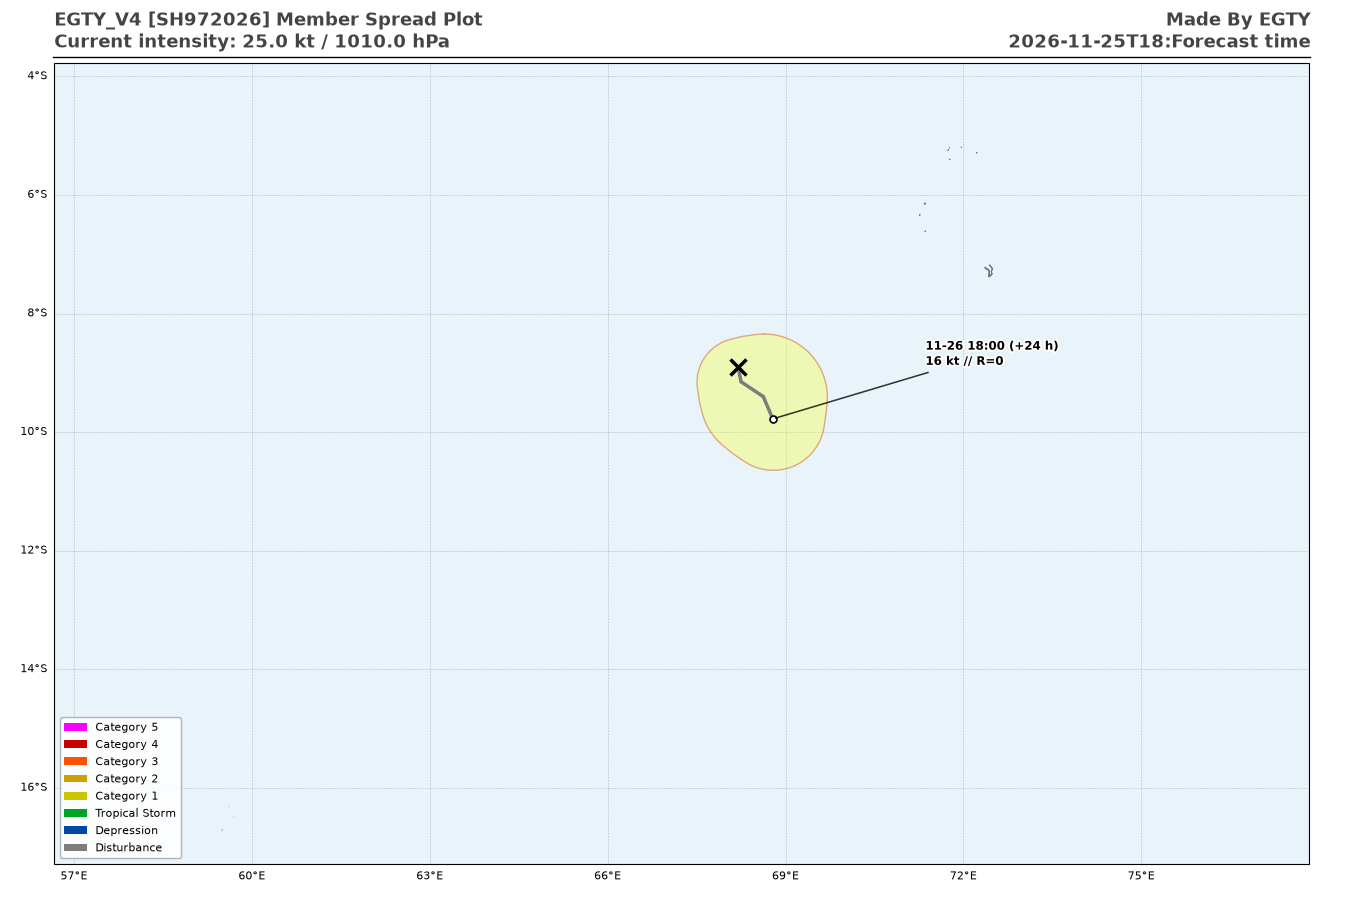 EGTY_V4 [SH972026] Member Spread Plot
Made By EGTY
Current intensity: 25.0 kt / 1010.0 hPa
2026-11-25T18:Forecast time
4°S
6°S
8°S
10°S
12°S
14°S
16°S
11-26 18:00 (+24 h)
16 kt // R=0
Category 5
Category 4
Category 3
Category 2
Category 1
Tropical Storm
Depression
Disturbance
57°E
60°E
63°E
66°E
69°E
72°E
75°E